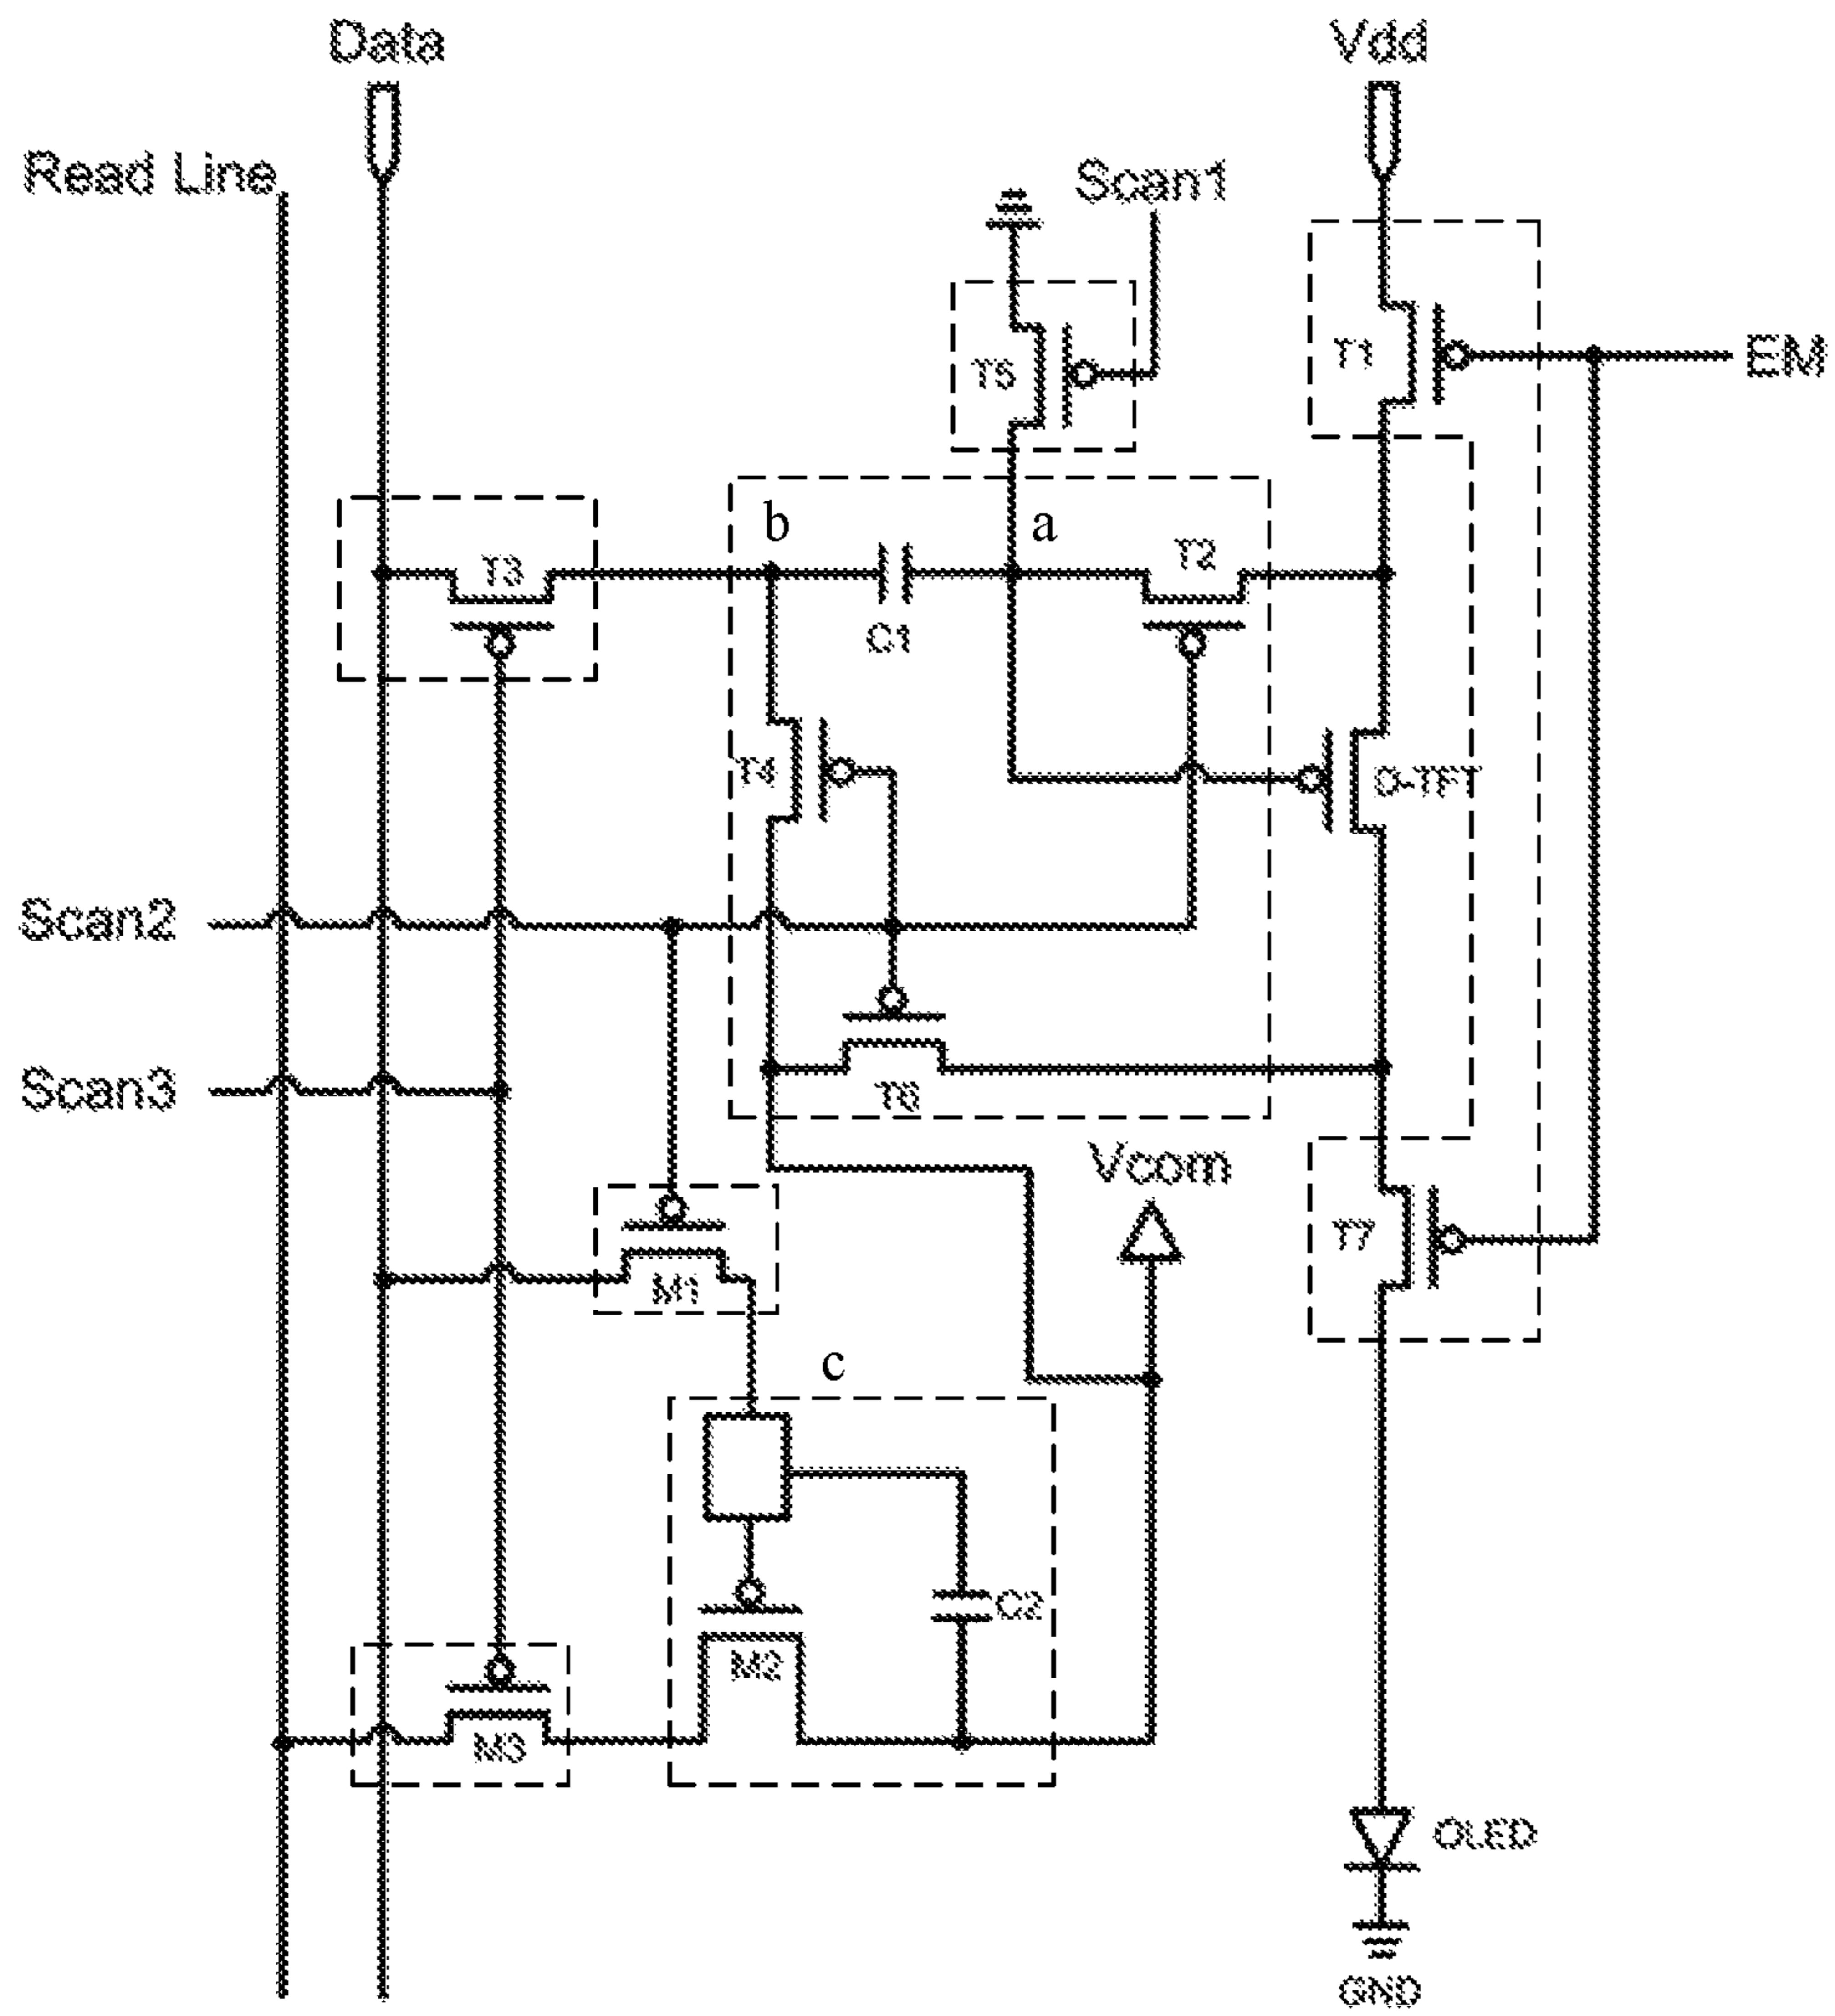 Data
Vdd
Read Line
Scan1
T5
T1
EM
b
a
T3
T2
C1
T4
D-TFT
Scan2
Scan3
T6
Vcom
T7
M1
c
C2
M2
M3
OLED
GND